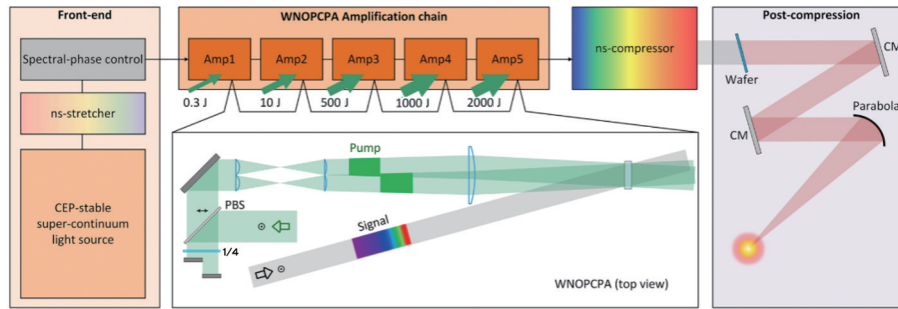 Front-end
Spectral-phase control
ns-stretcher
CEP-stable
super-continuum
light source
WNOPCPA Amplification chain
Amp1
Amp2
Amp3
Amp4
Amp5
0.3 J
10 J
500 J
1000 J
2000 J
Pump
PBS
1/4
Signal
WNOPCPA (top view)
ns-compressor
Post-compression
Wafer
CM
CM
Parabola